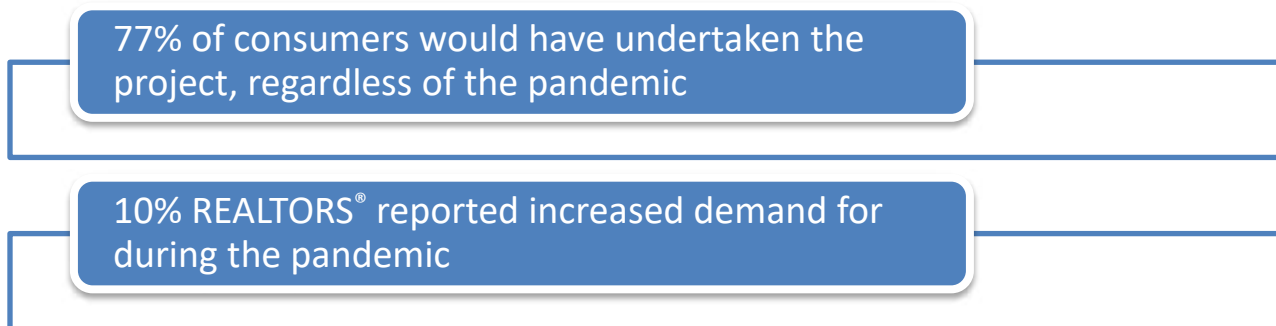 77% of consumers would have undertaken the
project, regardless of the pandemic
10% REALTORS® reported increased demand for
during the pandemic